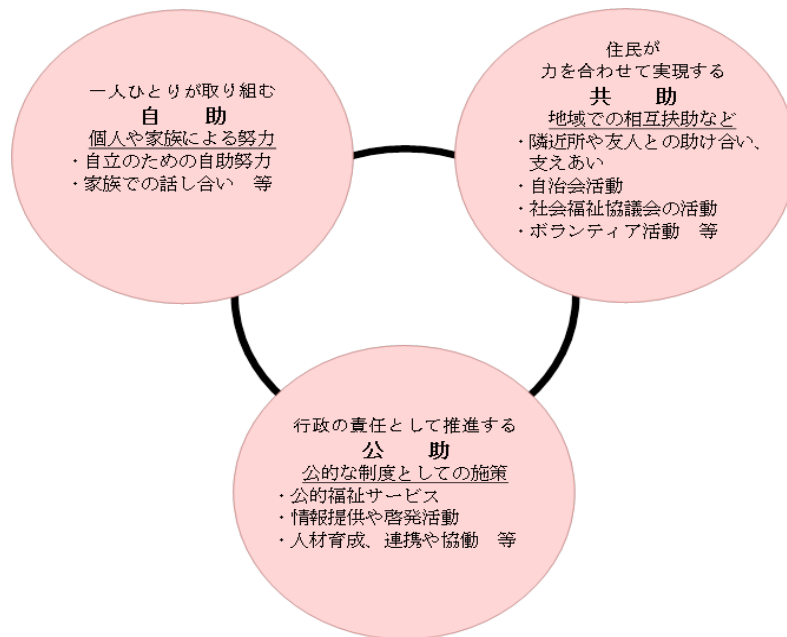 一人ひとりが取り組む
自　助
個人や家族による努力
・自立のための自助努力
・家族での話し合い　等
住民が
力を合わせて実現する
共　助
地域での相互扶助など
・隣近所や友人との助け合い、
支えあい
・自治会活動
・社会福祉協議会の活動
・ボランティア活動　等
行政の責任として推進する
公　助
公的な制度としての施策
・公的福祉サービス
・情報提供や啓発活動
・人材育成、連携や協働　等